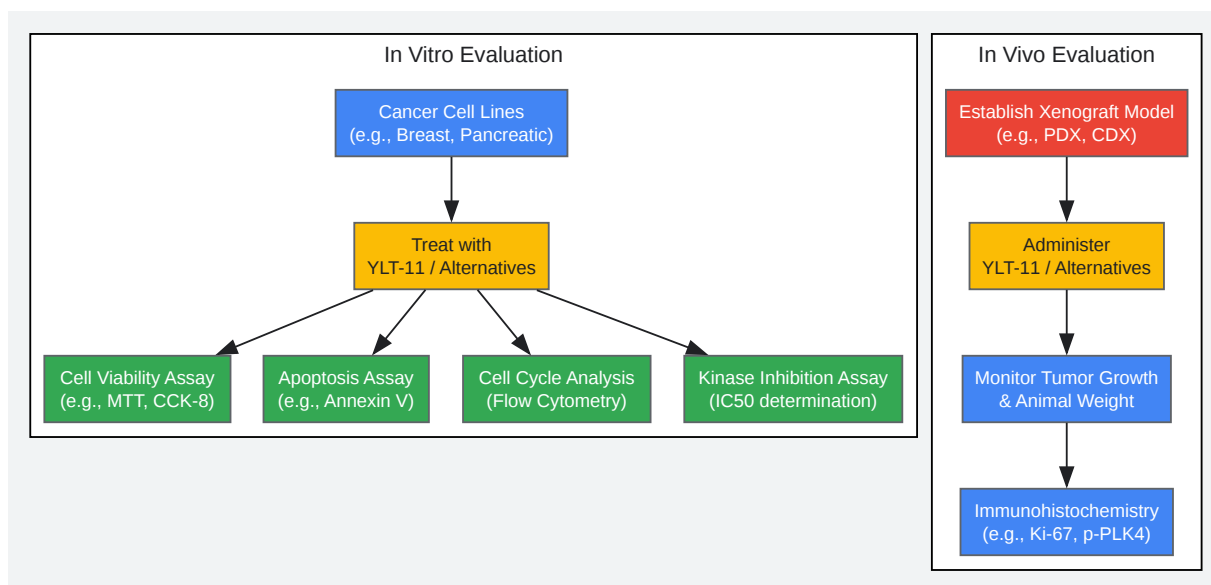 In Vitro Evaluation
Cancer Cell Lines
(e.g., Breast, Pancreatic)
Treat with
YLT-11 / Alternatives
Cell Viability Assay
(e.g., MTT, CCK-8)
Apoptosis Assay
(e.g., Annexin V)
Cell Cycle Analysis
(Flow Cytometry)
Kinase Inhibition Assay
(IC50 determination)
In Vivo Evaluation
Establish Xenograft Model
(e.g., PDX, CDX)
Administer
YLT-11 / Alternatives
Monitor Tumor Growth
& Animal Weight
Immunohistochemistry
(e.g., Ki-67, p-PLK4)